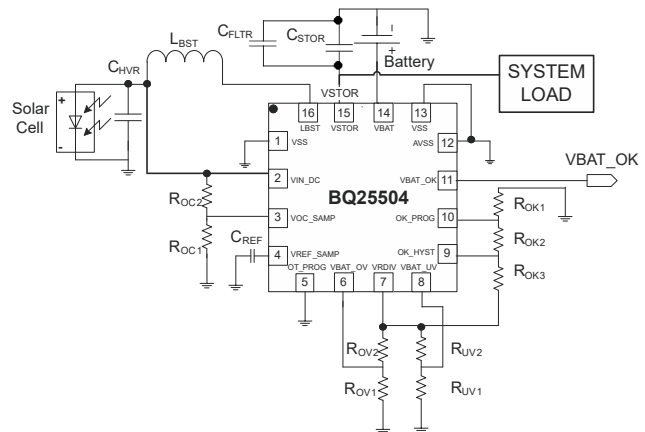 C_FLTR
C_STOR
L_BST
C_HVR
Battery
SYSTEM
LOAD
Solar
Cell
+
-
VSTOR
16
15
14
13
LBST
VSTOR
VBAT
VSS
1
VSS
AVSS
12
VBAT_OK
2
VIN_DC
VBAT_OK
11
BQ25504
R_OC2
R_OK1
3
VOC_SAMP
OK_PROG
10
R_OC1
R_OK2
C_REF
4
VREF_SAMP
OK_HYST
9
R_OK3
OT_PROG
VBAT_OV
VRDIV
VBAT_UV
5
6
7
8
R_OV2
R_UV2
R_OV1
R_UV1